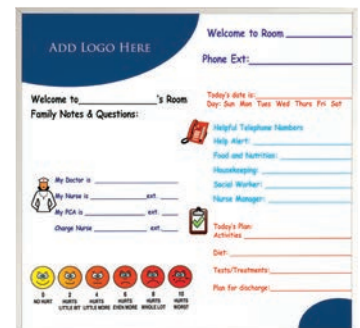 ADD LOGO HERE
Welcome to Room
Phone Ext:
Welcome to 's Room
Family Notes & Questions:
Today's date is:
Day: Sun Mon Tues Wed Thurs Fri Sat
Helpful Telephone Numbers
Help Alert:
Food and Nutrition:
Housekeeping:
Social Worker:
Nurse Manager:
My Doctor is
My Nurse is ext.
My PCA is ext.
Charge Nurse ext.
Today's Plan:
Activities
Diet:
Tests/Treatments:
Plan for discharge:
0 2 4 6 8 10
NO HURT HURTS LITTLE BIT HURTS LITTLE MORE HURTS EVEN MORE HURTS WHOLE LOT HURTS WORST